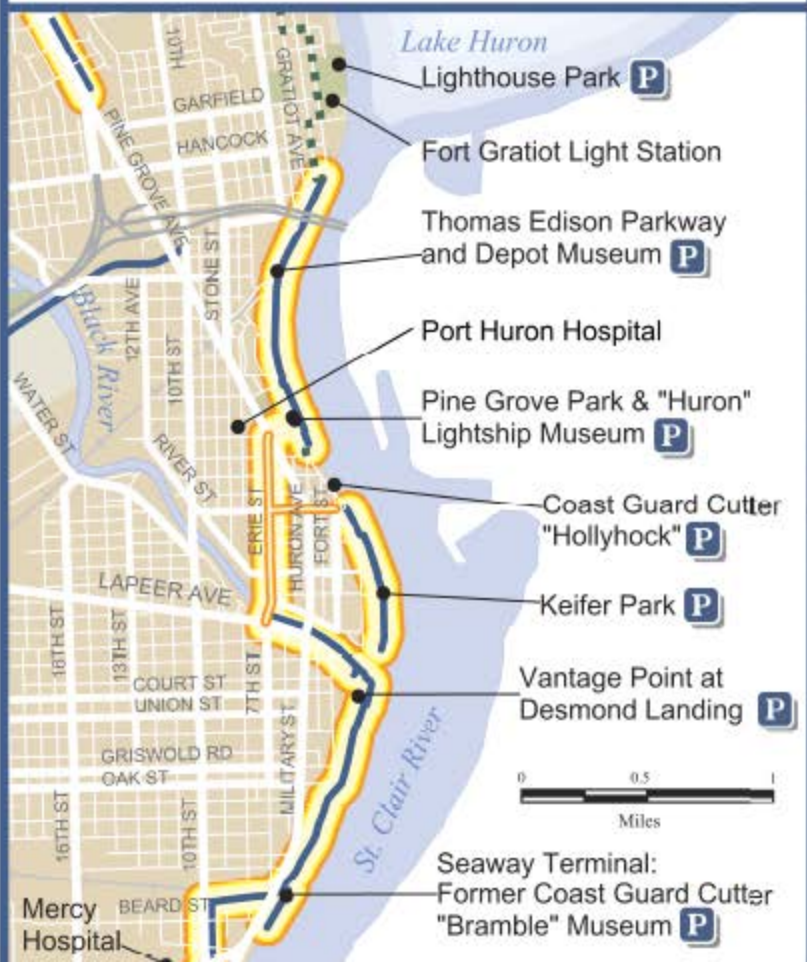 Lake Huron
Lighthouse Park P
Fort Gratiot Light Station
Thomas Edison Parkway
and Depot Museum P
Port Huron Hospital
Pine Grove Park & "Huron"
Lightship Museum P
Coast Guard Cutter
"Hollyhock" P
Keifer Park P
Vantage Point at
Desmond Landing P
0 0.5 1
Miles
Seaway Terminal:
Former Coast Guard Cutter
"Bramble" Museum P
Mercy
Hospital
10TH
GRATIOT AVE
GARFIELD
HANCOCK
PINE GROVE AVE
STONE ST
12TH AVE
10TH ST
Black River
WATER ST
RIVER ST
ERIE ST
HURON AVE
FORT ST
LAPEER AVE
16TH ST
13TH ST
7TH ST
COURT ST
UNION ST
MILITARY ST
GRISWOLD RD
OAK ST
16TH ST
10TH ST
St. Clair River
BEARD ST